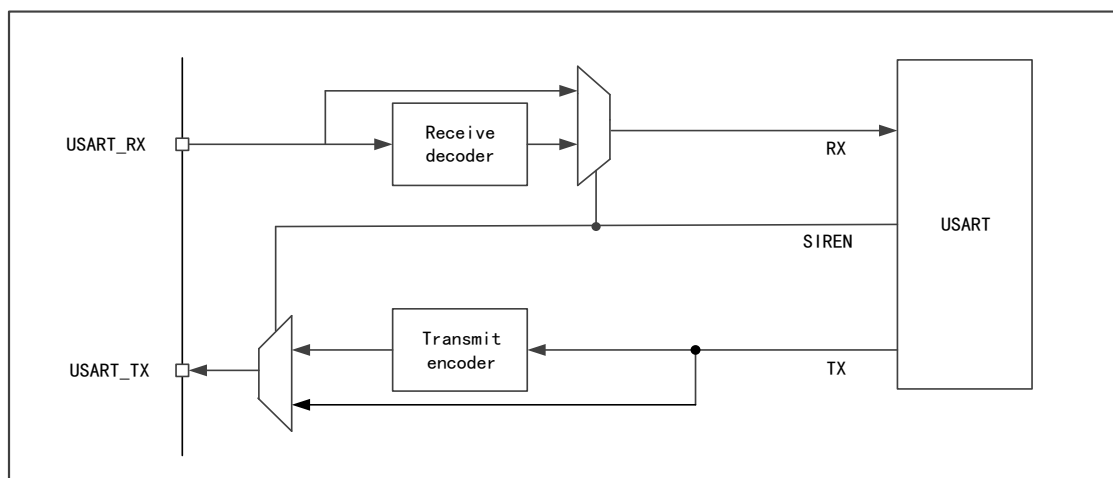 USART_RX
Receive
decoder
RX
SIREN
USART
USART_TX
Transmit
encoder
TX